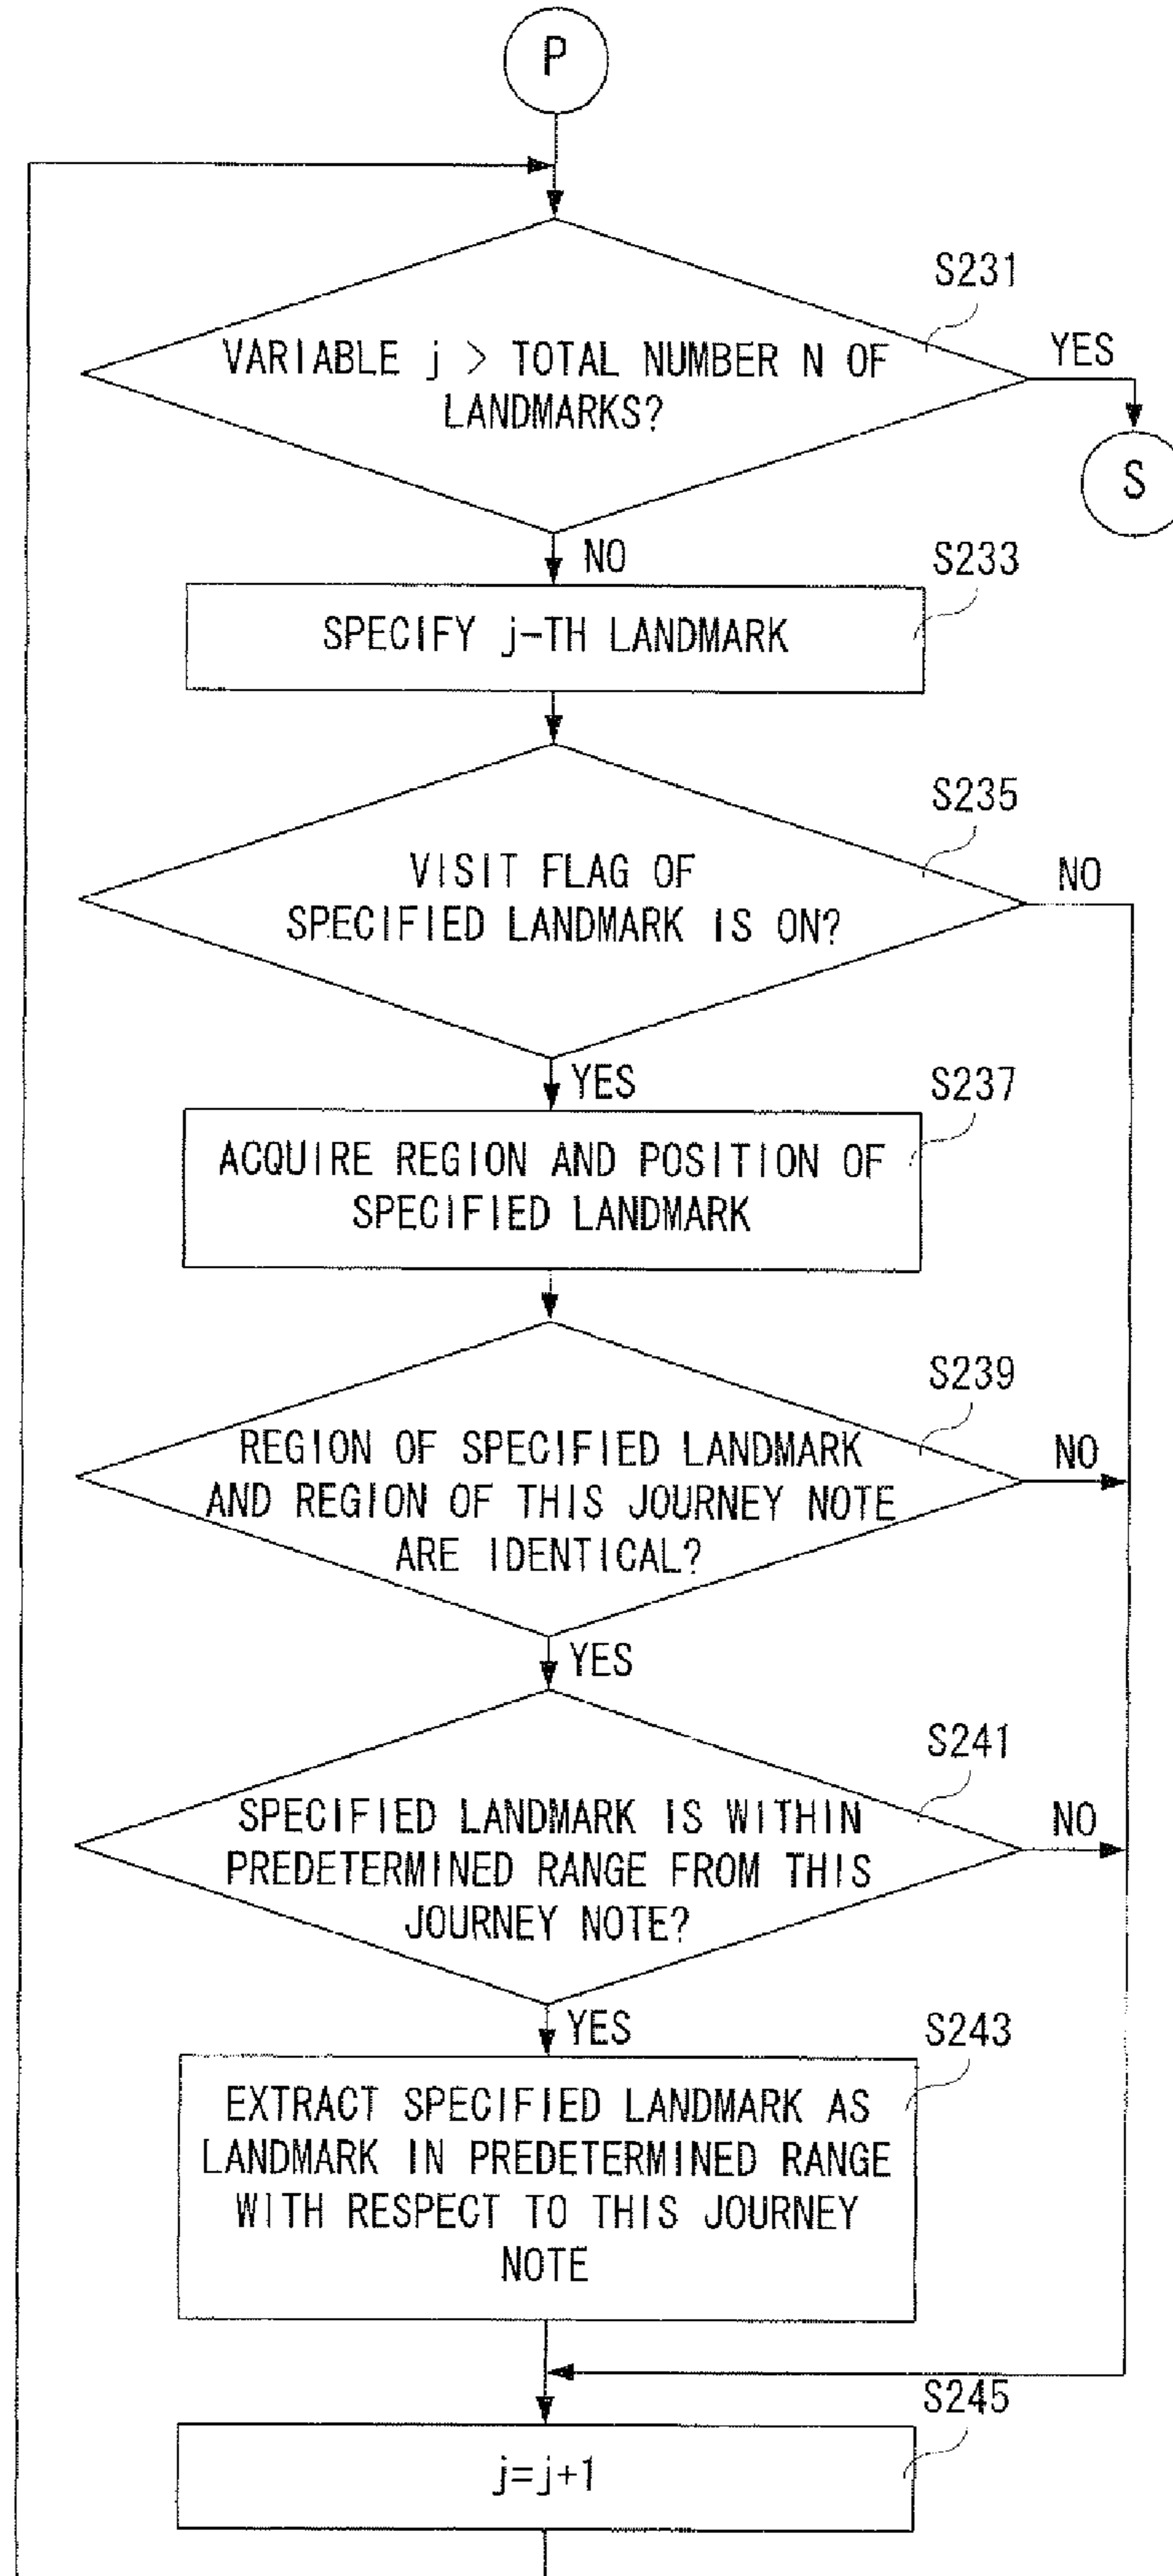 P
S231
VARIABLE j > TOTAL NUMBER N OF
LANDMARKS?
YES
S
NO
S233
SPECIFY j-TH LANDMARK
S235
VISIT FLAG OF
SPECIFIED LANDMARK IS ON?
NO
YES
S237
ACQUIRE REGION AND POSITION OF
SPECIFIED LANDMARK
S239
REGION OF SPECIFIED LANDMARK
AND REGION OF THIS JOURNEY NOTE
ARE IDENTICAL?
NO
YES
S241
SPECIFIED LANDMARK IS WITHIN
PREDETERMINED RANGE FROM THIS
JOURNEY NOTE?
NO
YES
S243
EXTRACT SPECIFIED LANDMARK AS
LANDMARK IN PREDETERMINED RANGE
WITH RESPECT TO THIS JOURNEY
NOTE
S245
j=j+1